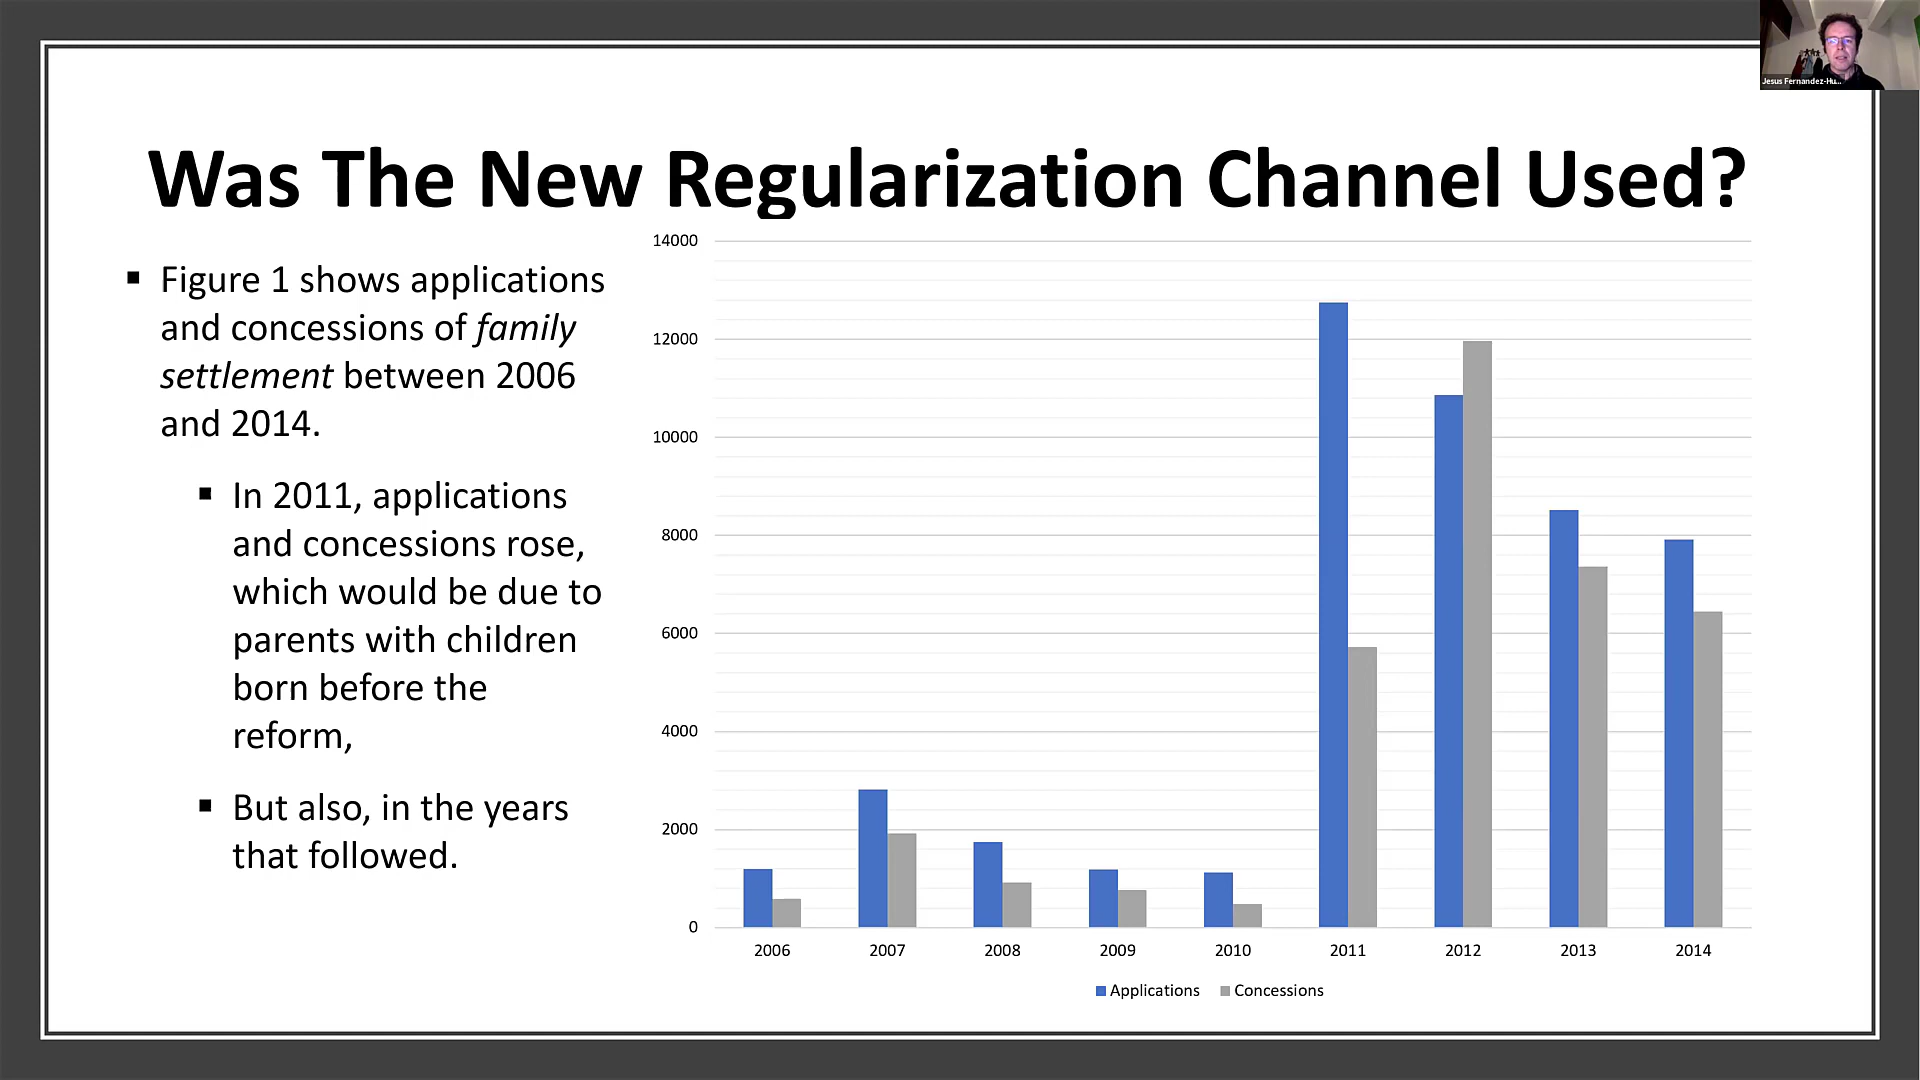 Jesus Fernandez-Hu...
Was The New Regularization Channel Used?
▪ Figure 1 shows applications
and concessions of family
settlement between 2006
and 2014.
▪ In 2011, applications
and concessions rose,
which would be due to
parents with children
born before the
reform,
▪ But also, in the years
that followed.
14000
12000
10000
8000
6000
4000
2000
0
2006 2007 2008 2009 2010 2011 2012 2013 2014
Applications Concessions